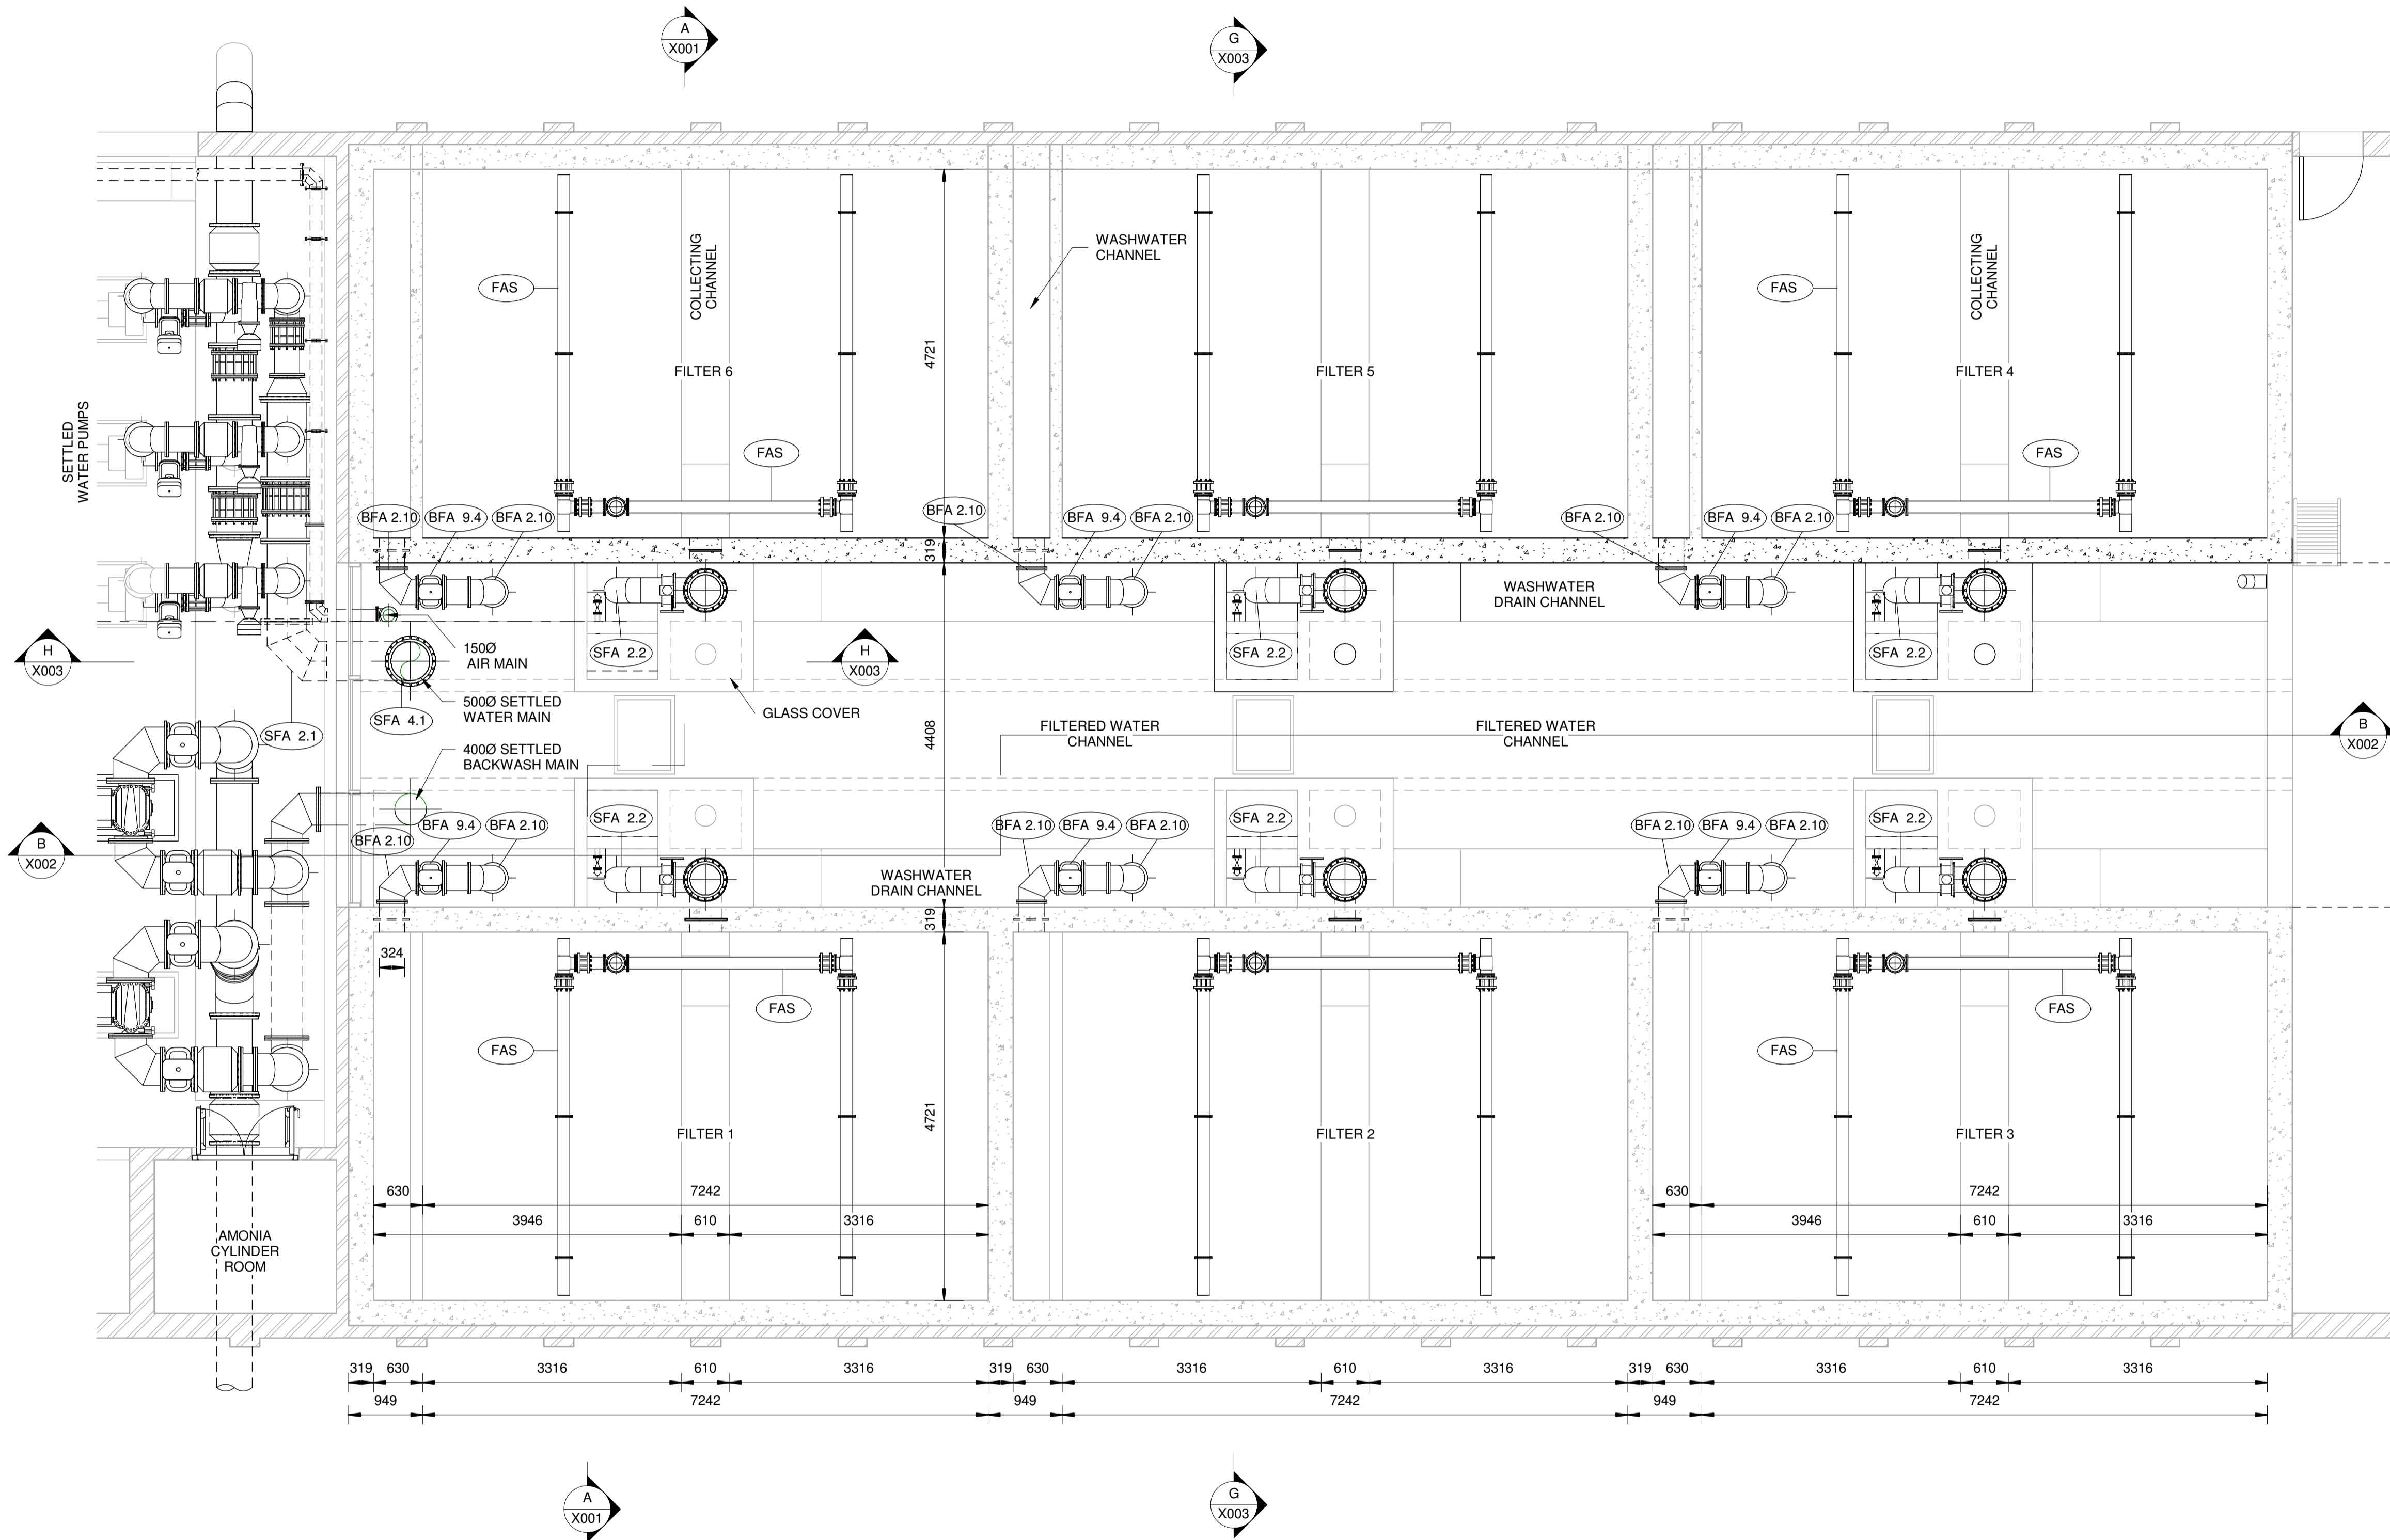 A
X001
G
X003
WASHWATER
CHANNEL
COLLECTING
CHANNEL
COLLECTING
CHANNEL
FAS
FAS
4721
FILTER 6
FILTER 5
FILTER 4
SETTLED
WATER PUMPS
FAS
FAS
BFA 2.10
BFA 9.4
BFA 2.10
BFA 2.10
BFA 9.4
BFA 2.10
BFA 2.10
BFA 9.4
BFA 2.10
319
WASHWATER
DRAIN CHANNEL
H
X003
150Ø
AIR MAIN
SFA 2.2
H
X003
SFA 2.2
SFA 2.2
500Ø SETTLED
WATER MAIN
SFA 4.1
SFA 2.1
GLASS COVER
4408
FILTERED WATER
CHANNEL
FILTERED WATER
CHANNEL
B
X002
400Ø SETTLED
BACKWASH MAIN
BFA 2.10
BFA 9.4
BFA 2.10
SFA 2.2
BFA 2.10
BFA 9.4
BFA 2.10
SFA 2.2
BFA 2.10
BFA 9.4
BFA 2.10
SFA 2.2
B
X002
WASHWATER
DRAIN CHANNEL
319
324
FAS
FAS
FAS
FAS
4721
FILTER 1
FILTER 2
FILTER 3
630
7242
630
7242
3946
610
3316
3946
610
3316
AMONIA
CYLINDER
ROOM
319 630 3316 610 3316 319 630 3316 610 3316 319 630 3316 610 3316
949 7242 949 7242 949 7242
A
X001
G
X003